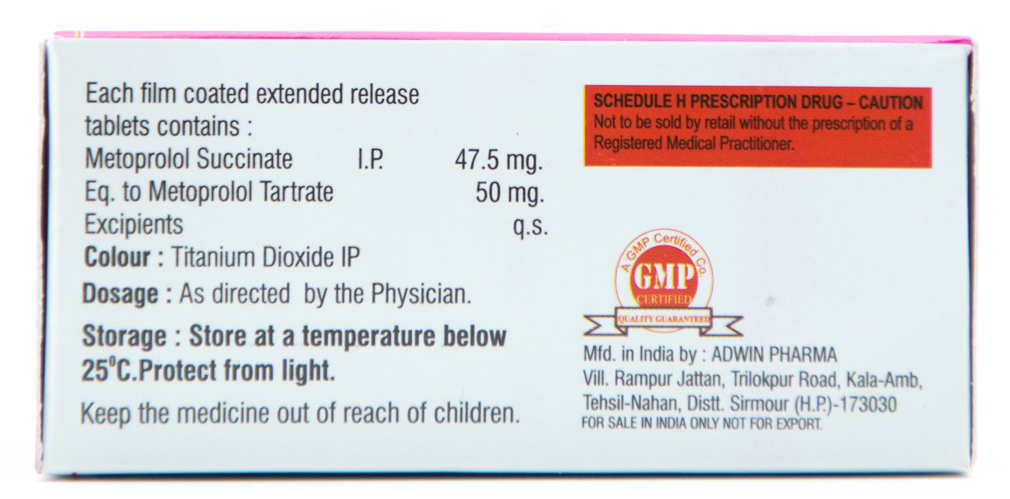 Each film coated extended release
tablets contains :
Metoprolol Succinate I.P. 47.5 mg.
Eq. to Metoprolol Tartrate 50 mg.
Excipients q.s.
Colour : Titanium Dioxide IP
Dosage : As directed by the Physician.
Storage : Store at a temperature below
25⁰C.Protect from light.
Keep the medicine out of reach of children.
SCHEDULE H PRESCRIPTION DRUG – CAUTION
Not to be sold by retail without the prescription of a
Registered Medical Practitioner.
A GMP Certified Co.
GMP
CERTIFIED
QUALITY GUARANTEED
Mfd. in India by : ADWIN PHARMA
Vill. Rampur Jattan, Trilokpur Road, Kala-Amb,
Tehsil-Nahan, Distt. Sirmour (H.P.)-173030
FOR SALE IN INDIA ONLY NOT FOR EXPORT.